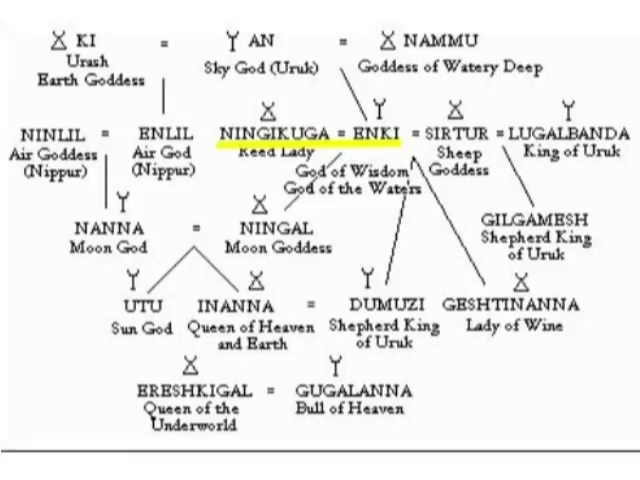 KI = AN = NAMMU
Urash Sky God (Uruk) Goddess of Watery Deep
Earth Goddess
NINLIL = ENLIL NINGIKUGA = ENKI = SIRTUR = LUGALBANDA
Air Goddess Air God Reed Lady Sheep King of Uruk
(Nippur) (Nippur) God of Wisdom Goddess
God of the Waters
GILGAMESH
NANNA = NINGAL Shepherd King
Moon God Moon Goddess of Uruk
UTU INANNA = DUMUZI GESHTINANNA
Sun God Queen of Heaven Shepherd King Lady of Wine
and Earth of Uruk
ERESHKIGAL = GUGALANNA
Queen of the Bull of Heaven
Underworld